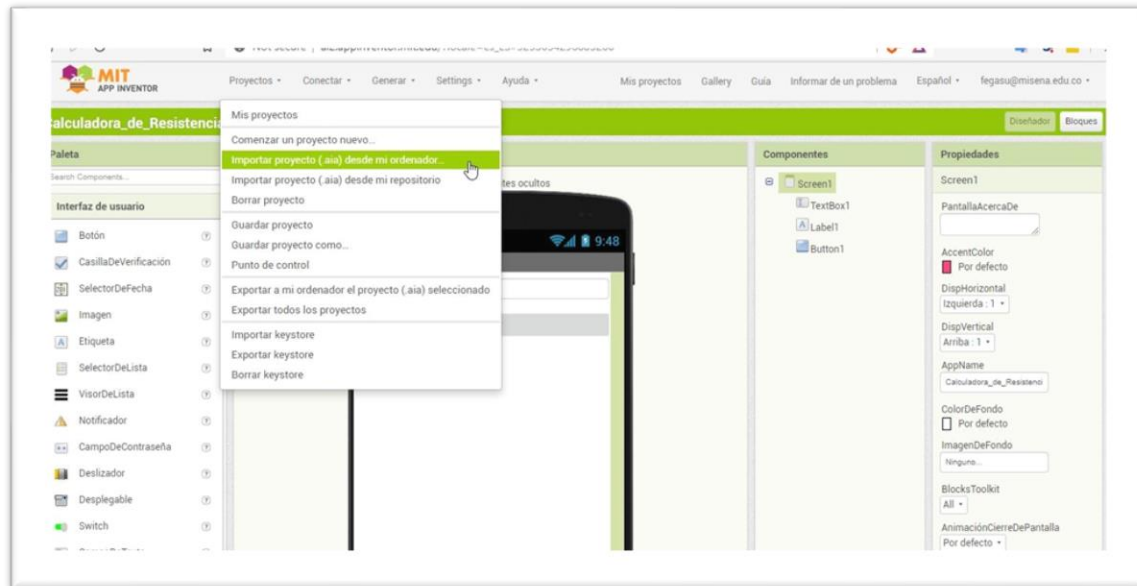 MIT
APP INVENTOR
Proyectos
Conectar
Generar
Settings
Ayuda
Mis proyectos
Gallery
Guía
Informar de un problema
Español
fegasu@misena.edu.co
Diseñador
Bloques
Mis proyectos
Comenzar un proyecto nuevo...
Importar proyecto (.aia) desde mi ordenador...
Importar proyecto (.aia) desde mi repositorio
Borrar proyecto
Guardar proyecto
Guardar proyecto como...
Punto de control
Exportar a mi ordenador el proyecto (.aia) seleccionado
Exportar todos los proyectos
Importar keystore
Exportar keystore
Borrar keystore
Paleta
Search Components...
Interfaz de usuario
Botón
CasillaDeVerificación
SelectorDeFecha
Imagen
Etiqueta
SelectorDeLista
VisorDeLista
Notificador
CampoDeContraseña
Deslizador
Desplegable
Switch
tes ocultos
9:48
Componentes
Screen1
TextBox1
Label1
Button1
Propiedades
Screen1
PantallaAcercaDe
AccentColor
Por defecto
DispHorizontal
Izquierda : 1
DispVertical
Arriba : 1
AppName
Calculadora_de_Resistenci
ColorDeFondo
Por defecto
ImagenDeFondo
Ninguno...
BlocksToolkit
All
AnimaciónCierreDePantalla
Por defecto